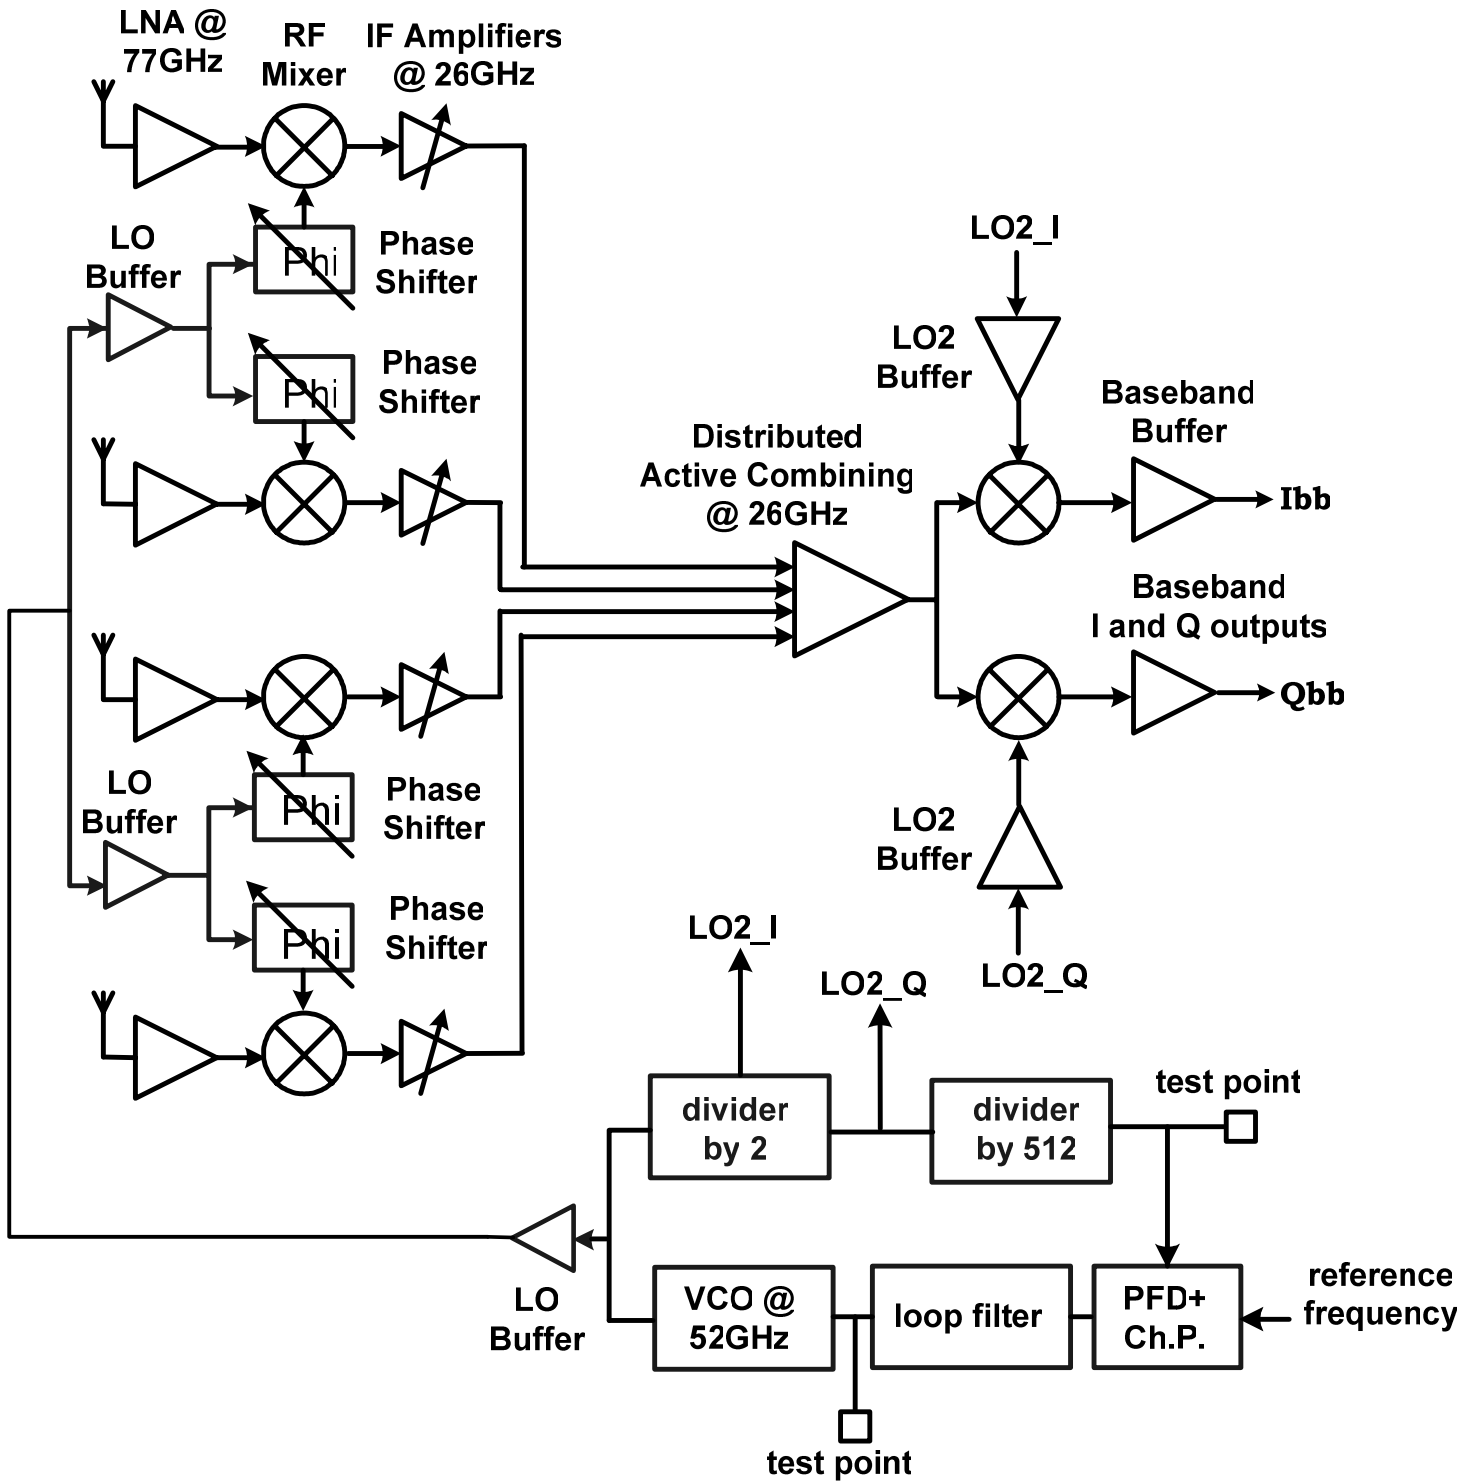 LNA @
77GHz
RF
Mixer
IF Amplifiers
@ 26GHz
LO
Buffer
Phi
Phase
Shifter
Phi
Phase
Shifter
LO2_I
LO2
Buffer
Baseband
Buffer
Distributed
Active Combining
@ 26GHz
Ibb
Baseband
I and Q outputs
Qbb
LO
Buffer
Phi
Phase
Shifter
Phi
Phase
Shifter
LO2
Buffer
LO2_Q
LO2_I
LO2_Q
divider
by 2
divider
by 512
test point
LO
Buffer
VCO @
52GHz
loop filter
PFD+
Ch.P.
reference
frequency
test point